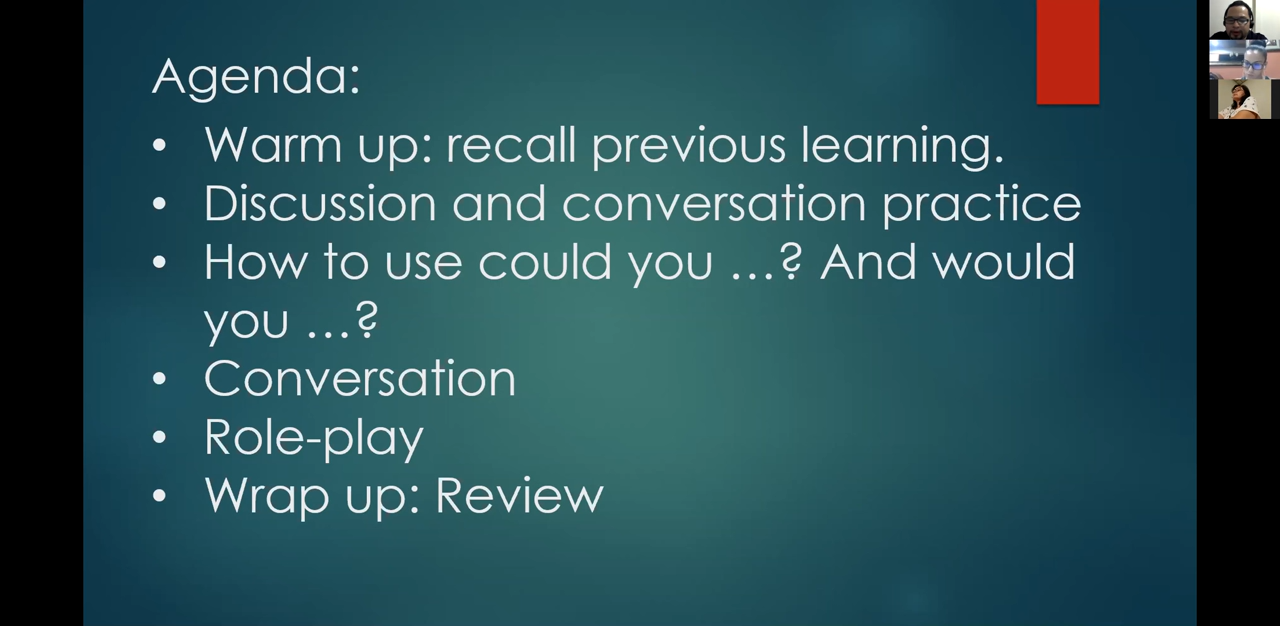 Agenda:
• Warm up: recall previous learning.
• Discussion and conversation practice
• How to use could you …? And would
you …?
• Conversation
• Role-play
• Wrap up: Review